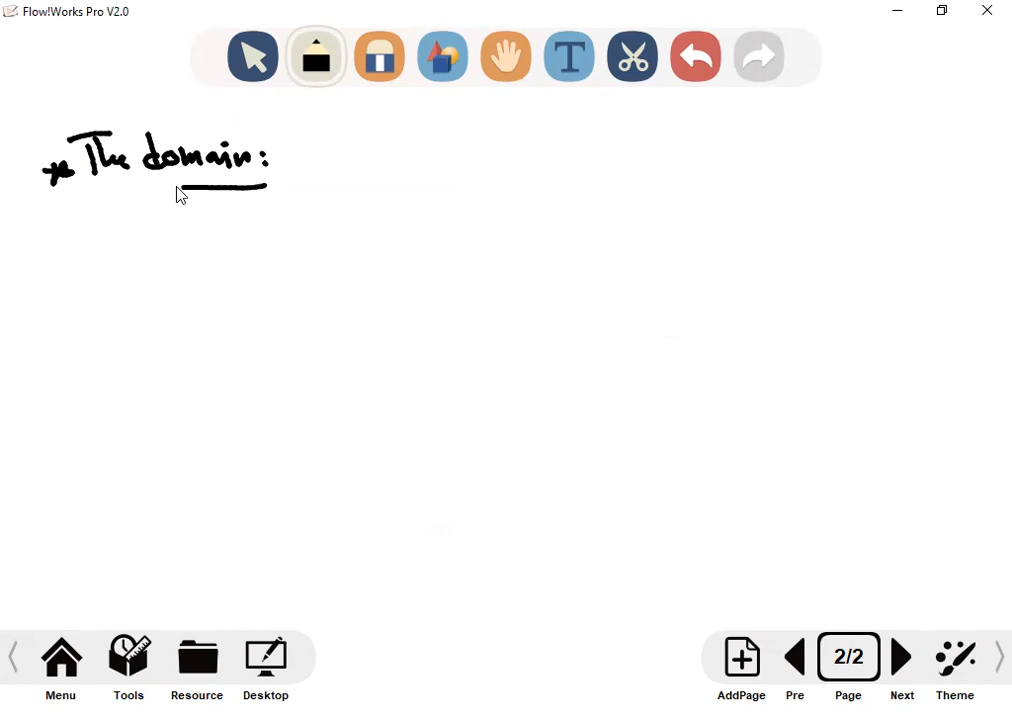 Flow!Works Pro V2.0
* The domain:
2/2
Menu Tools Resource Desktop AddPage Pre Page Next Theme